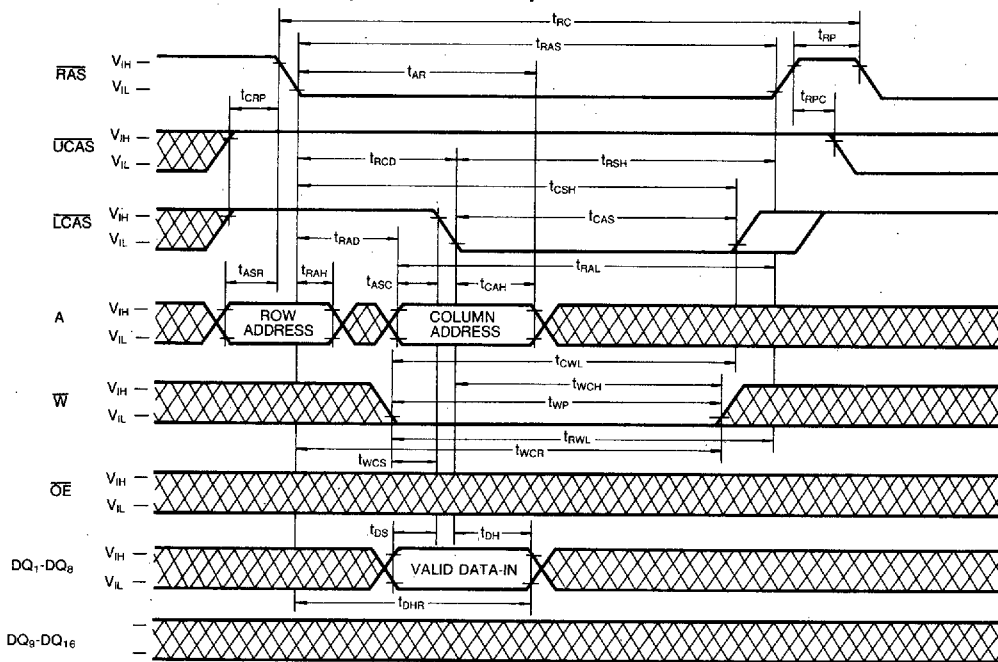 tRC
tRAS
tRP
tAR
RAS
VIH
VIL
tCRP
tRPC
UCAS
VIH
VIL
tRCD
tRSH
tCSH
LCAS
VIH
VIL
tCAS
tRAD
tRAL
tASR
tRAH
tASC
tCAH
A
VIH
VIL
ROW
ADDRESS
COLUMN
ADDRESS
tCWL
tWCH
W
VIH
VIL
tWP
tRWL
tWCR
tWCS
OE
VIH
VIL
tDS
tDH
DQ1-DQ8
VIH
VIL
VALID DATA-IN
tDHR
DQ9-DQ16